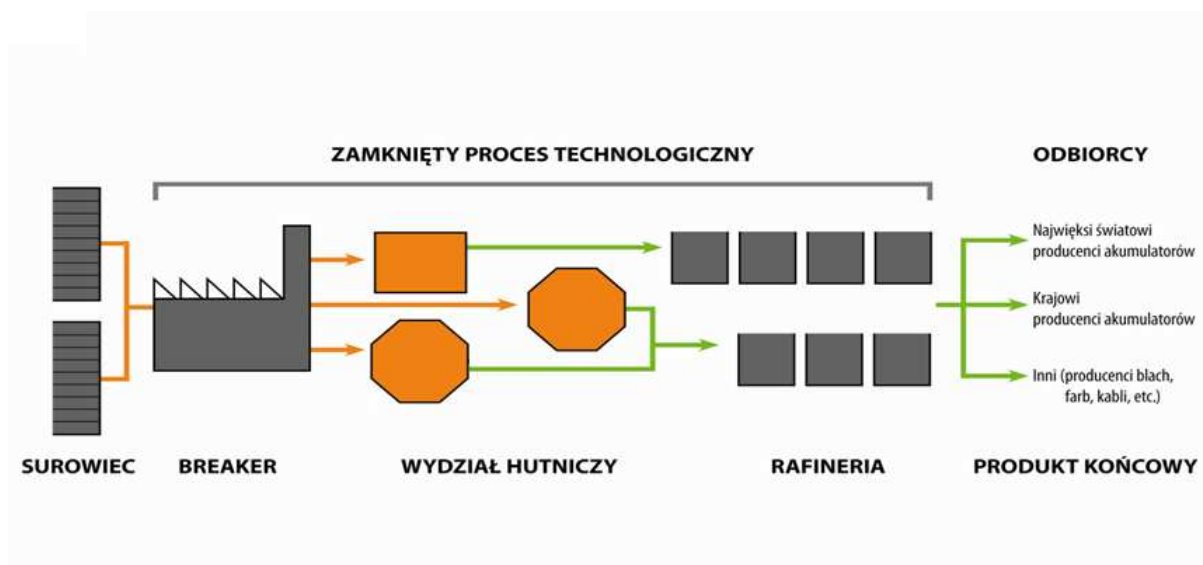 ZAMKNIĘTY PROCES TECHNOLOGICZNY
ODBIORCY
Najwięksi światowi
producenci akumulatorów
Krajowi
producenci akumulatorów
Inni (producenci blach,
farb, kabli, etc.)
SUROWIEC
BREAKER
WYDZIAŁ HUTNICZY
RAFINERIA
PRODUKT KOŃCOWY